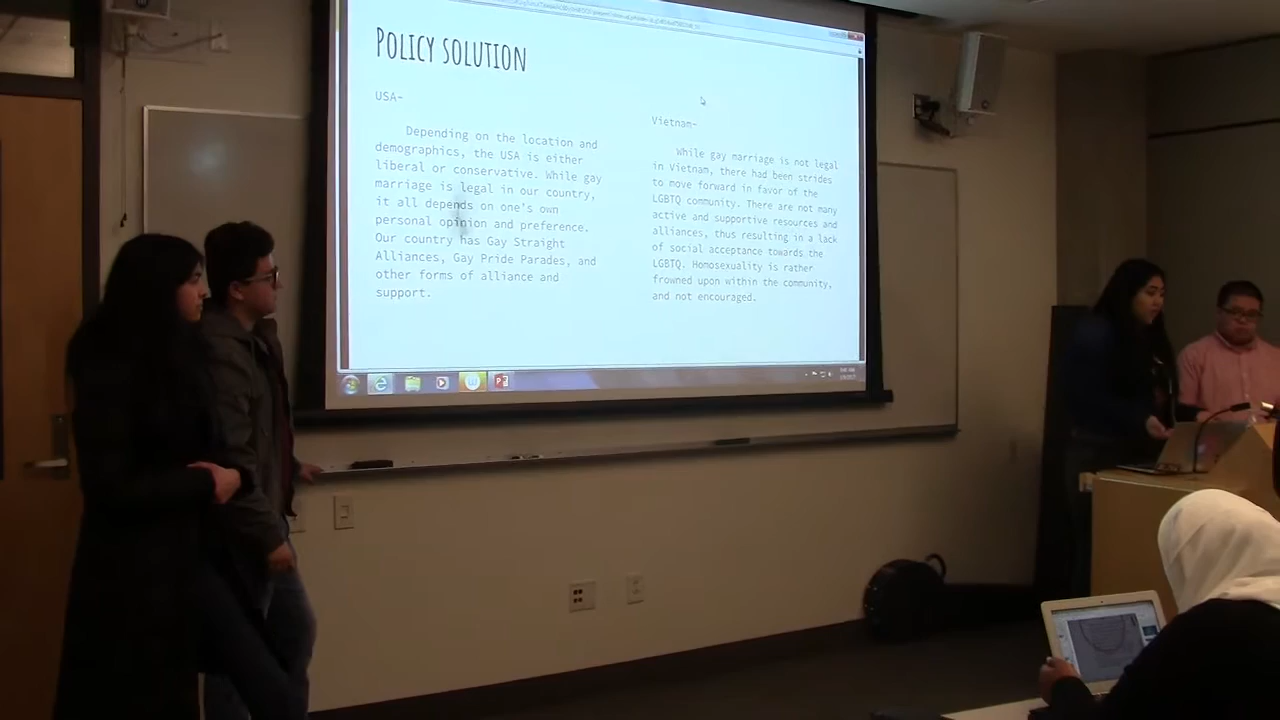 POLICY SOLUTION
USA-
Depending on the location and
demographics, the USA is either
liberal or conservative. While gay
marriage is legal in our country,
it all depends on one's own
personal opinion and preference.
Our country has Gay Straight
Alliances, Gay Pride Parades, and
other forms of alliance and
support.
Vietnam-
While gay marriage is not legal
in Vietnam, there had been strides
to move forward in favor of the
LGBTQ community. There are not many
active and supportive resources and
alliances, thus resulting in a lack
of social acceptance towards the
LGBTQ. Homosexuality is rather
frowned upon within the community,
and not encouraged.